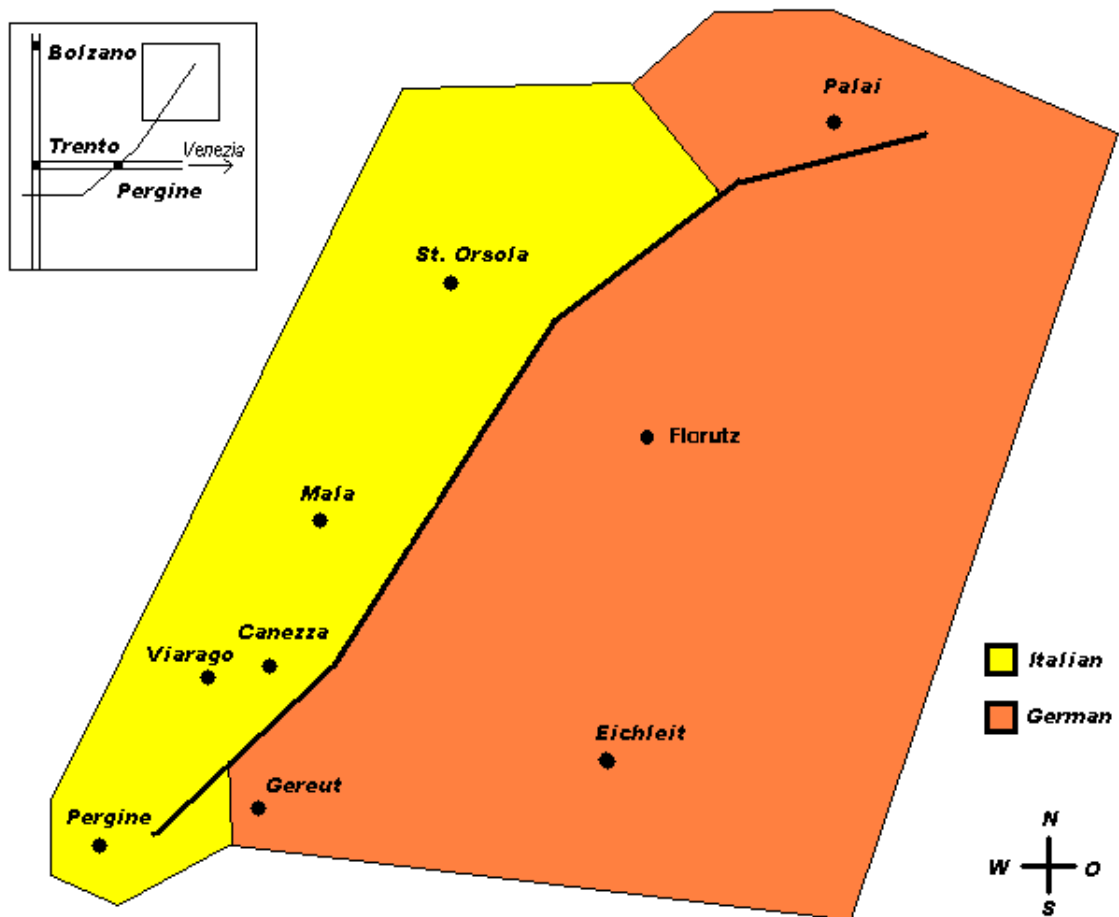 Bolzano
Trento
Venezia
Pergine
Palai
St. Orsola
Florutz
Mala
Canezza
Viarago
Italian
German
Eichleit
Gereut
Pergine
N
W O
S